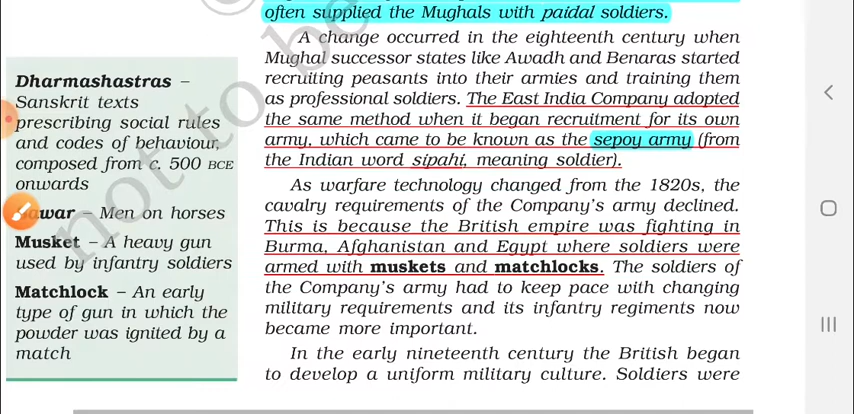 often supplied the Mughals with paidal soldiers.
A change occurred in the eighteenth century when
Mughal successor states like Awadh and Benaras started
recruiting peasants into their armies and training them
as professional soldiers. The East India Company adopted
the same method when it began recruitment for its own
army, which came to be known as the sepoy army (from
the Indian word sipahi, meaning soldier).
As warfare technology changed from the 1820s, the
cavalry requirements of the Company's army declined.
This is because the British empire was fighting in
Burma, Afghanistan and Egypt where soldiers were
armed with muskets and matchlocks. The soldiers of
the Company's army had to keep pace with changing
military requirements and its infantry regiments now
became more important.
In the early nineteenth century the British began
to develop a uniform military culture. Soldiers were
Dharmashastras –
Sanskrit texts
prescribing social rules
and codes of behaviour,
composed from c. 500 BCE
onwards
– Men on horses
Musket – A heavy gun
used by infantry soldiers
Matchlock – An early
type of gun in which the
powder was ignited by a
match
not to be